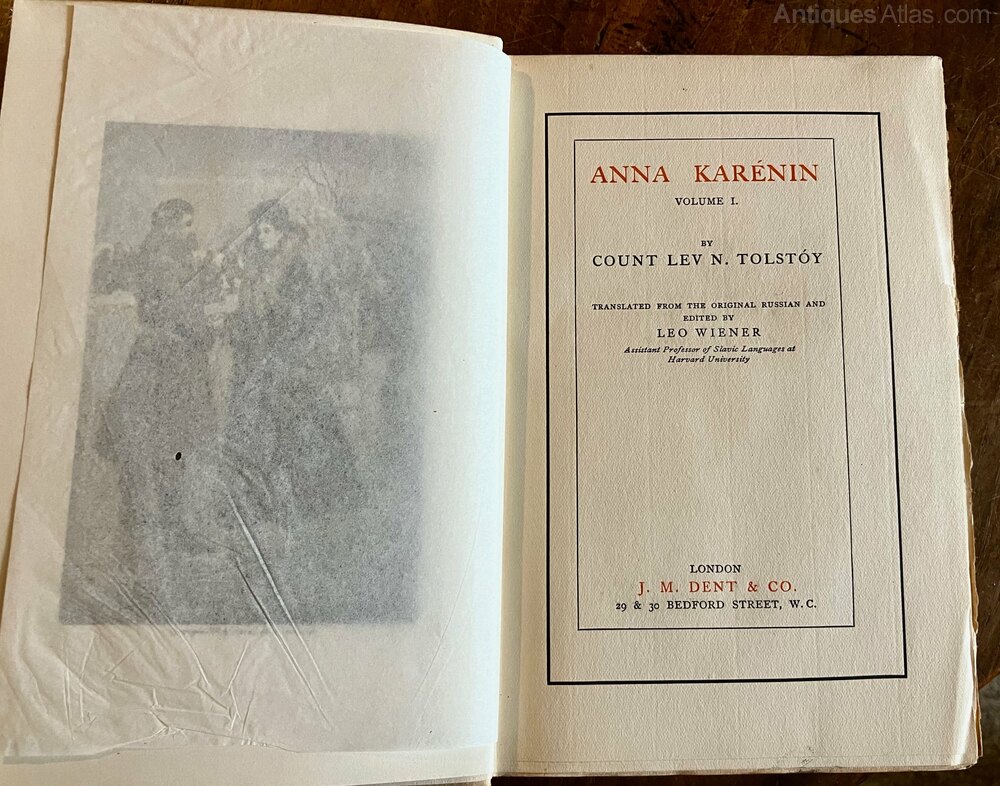 AntiquesAtlas.com
ANNA KARÉNIN
VOLUME I.
BY
COUNT LEV N. TOLSTÓY
TRANSLATED FROM THE ORIGINAL RUSSIAN AND
EDITED BY
LEO WIENER
Assistant Professor of Slavic Languages at
Harvard University
LONDON
J. M. DENT & CO.
29 & 30 BEDFORD STREET, W.C.